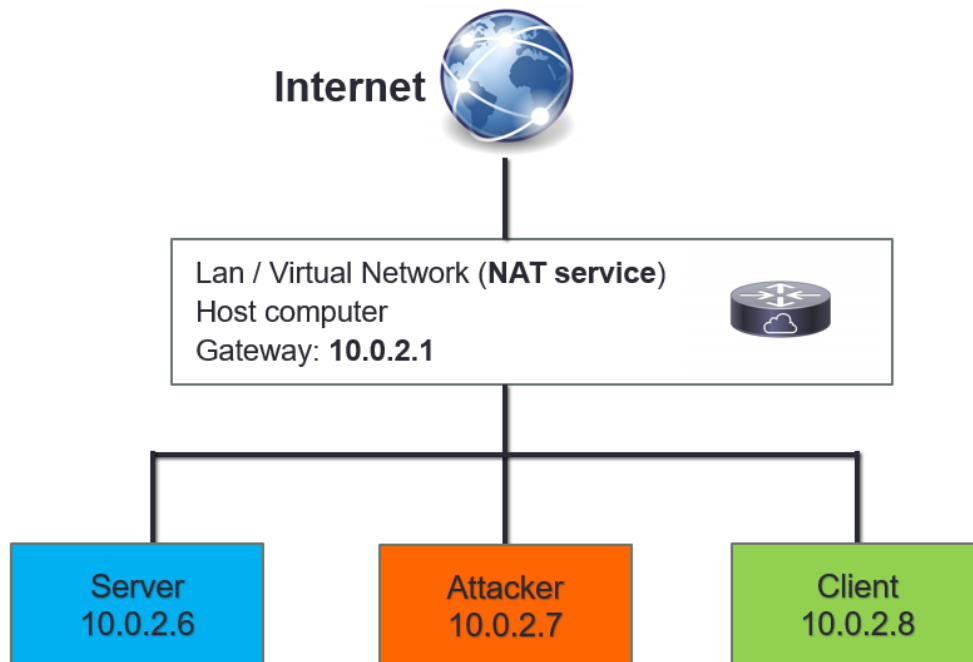 Internet
Lan / Virtual Network (NAT service)
Host computer
Gateway: 10.0.2.1
Server
10.0.2.6
Attacker
10.0.2.7
Client
10.0.2.8